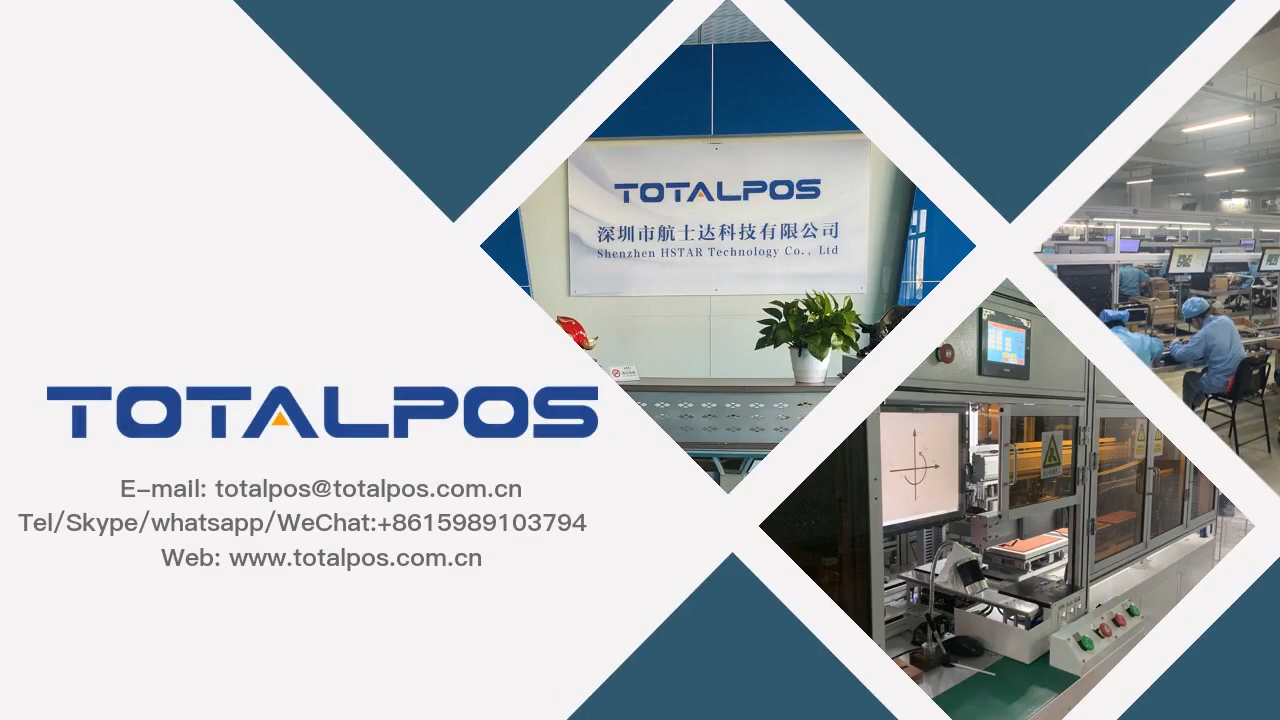 TOTALPOS
深圳市航士达科技有限公司
Shenzhen HSTAR Technology Co., Ltd
TOTALPOS
E-mail: totalpos@totalpos.com.cn
Tel/Skype/whatsapp/WeChat:+8615989103794
Web: www.totalpos.com.cn